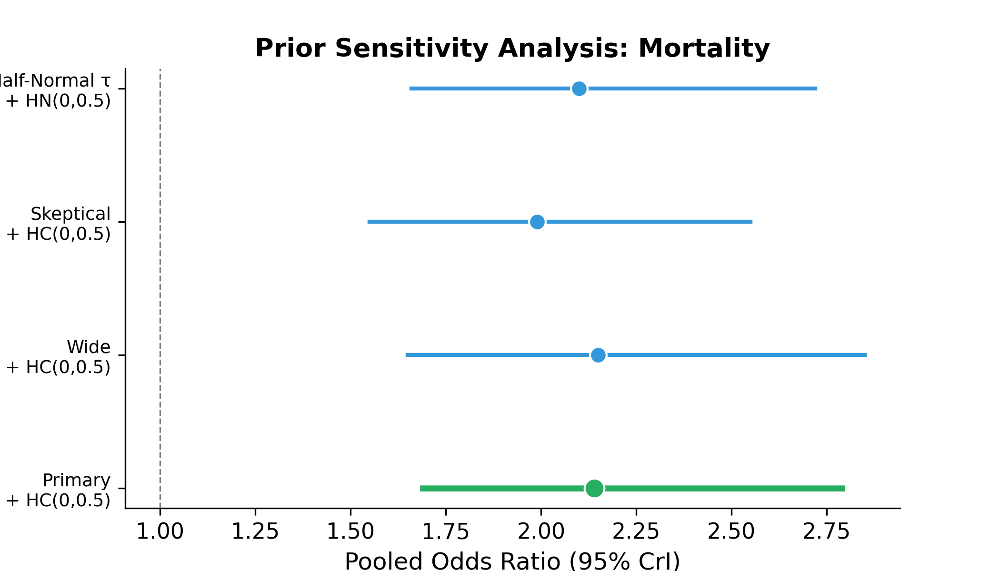 Prior Sensitivity Analysis: Mortality
alf-Normal τ
+ HN(0,0.5)
Skeptical
+ HC(0,0.5)
Wide
+ HC(0,0.5)
Primary
+ HC(0,0.5)
1.00 1.25 1.50 1.75 2.00 2.25 2.50 2.75
Pooled Odds Ratio (95% CrI)